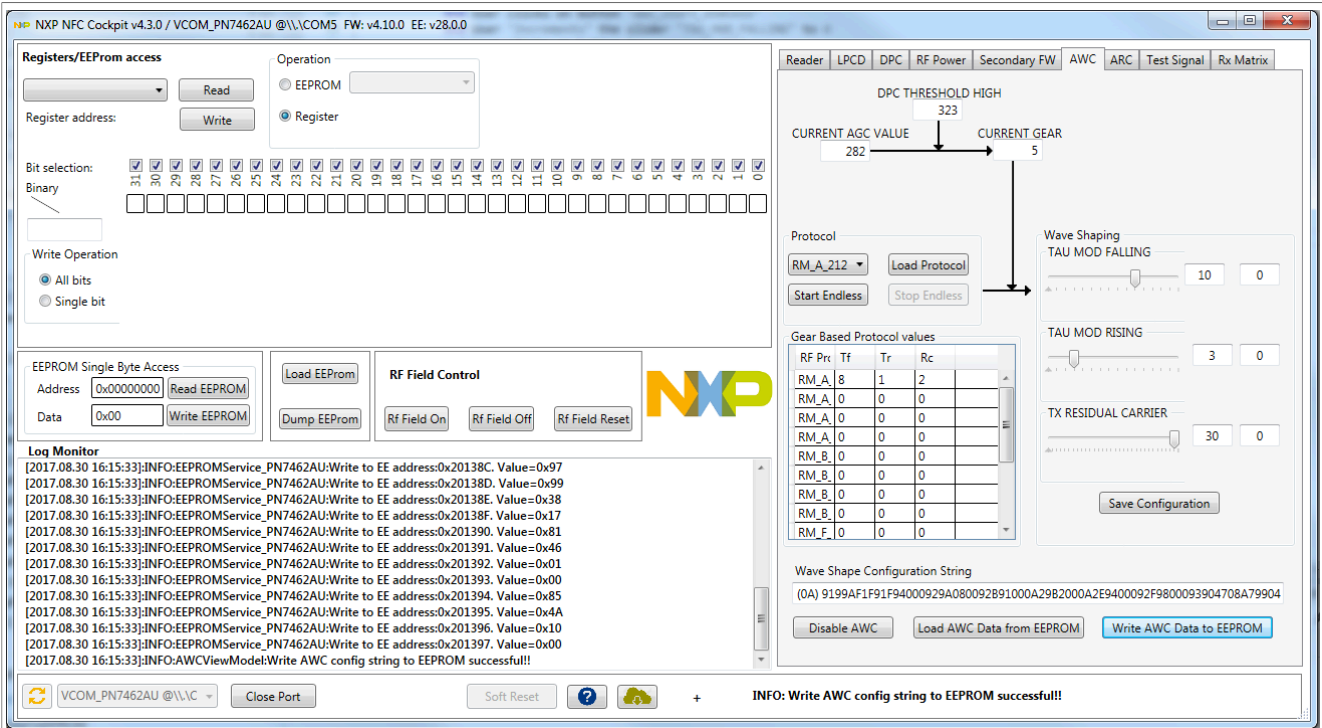 NXP NFC Cockpit v4.3.0 / VCOM_PN7462AU @\\.\COM5 FW: v4.10.0 EE: v28.0.0
Registers/EEProm access
Read
Register address:
Write
Operation
EEPROM
Register
Bit selection:
31 30 29 28 27 26 25 24 23 22 21 20 19 18 17 16 15 14 13 12 11 10 9 8 7 6 5 4 3 2 1 0
Binary
Write Operation
All bits
Single bit
EEPROM Single Byte Access
Address 0x00000000 Read EEPROM
Data 0x00 Write EEPROM
Load EEProm
Dump EEProm
RF Field Control
Rf Field On Rf Field Off Rf Field Reset
NXP
Log Monitor
[2017.08.30 16:15:33]:INFO:EEPROMService_PN7462AU:Write to EE address:0x20138C. Value=0x97
[2017.08.30 16:15:33]:INFO:EEPROMService_PN7462AU:Write to EE address:0x20138D. Value=0x99
[2017.08.30 16:15:33]:INFO:EEPROMService_PN7462AU:Write to EE address:0x20138E. Value=0x38
[2017.08.30 16:15:33]:INFO:EEPROMService_PN7462AU:Write to EE address:0x20138F. Value=0x17
[2017.08.30 16:15:33]:INFO:EEPROMService_PN7462AU:Write to EE address:0x201390. Value=0x81
[2017.08.30 16:15:33]:INFO:EEPROMService_PN7462AU:Write to EE address:0x201391. Value=0x46
[2017.08.30 16:15:33]:INFO:EEPROMService_PN7462AU:Write to EE address:0x201392. Value=0x01
[2017.08.30 16:15:33]:INFO:EEPROMService_PN7462AU:Write to EE address:0x201393. Value=0x00
[2017.08.30 16:15:33]:INFO:EEPROMService_PN7462AU:Write to EE address:0x201394. Value=0x85
[2017.08.30 16:15:33]:INFO:EEPROMService_PN7462AU:Write to EE address:0x201395. Value=0x4A
[2017.08.30 16:15:33]:INFO:EEPROMService_PN7462AU:Write to EE address:0x201396. Value=0x10
[2017.08.30 16:15:33]:INFO:EEPROMService_PN7462AU:Write to EE address:0x201397. Value=0x00
[2017.08.30 16:15:33]:INFO:AWCViewModel:Write AWC config string to EEPROM successful!!
Reader LPCD DPC RF Power Secondary FW AWC ARC Test Signal Rx Matrix
DPC THRESHOLD HIGH
323
CURRENT AGC VALUE
282
CURRENT GEAR
5
Protocol
RM_A_212 Load Protocol
Start Endless Stop Endless
Gear Based Protocol values
RF Prc Tf Tr Rc
RM_A_ 8 1 2
RM_A_ 0 0 0
RM_A_ 0 0 0
RM_A_ 0 0 0
RM_B_ 0 0 0
RM_B_ 0 0 0
RM_B_ 0 0 0
RM_B_ 0 0 0
RM_F_ 0 0 0
Wave Shaping
TAU MOD FALLING
10 0
TAU MOD RISING
3 0
TX RESIDUAL CARRIER
30 0
Save Configuration
Wave Shape Configuration String
(0A) 9199AF1F91F94000929A080092B91000A29B2000A2E9400092F9800093904708A79904
Disable AWC Load AWC Data from EEPROM Write AWC Data to EEPROM
VCOM_PN7462AU @\\.\C Close Port Soft Reset ? + INFO: Write AWC config string to EEPROM successful!!